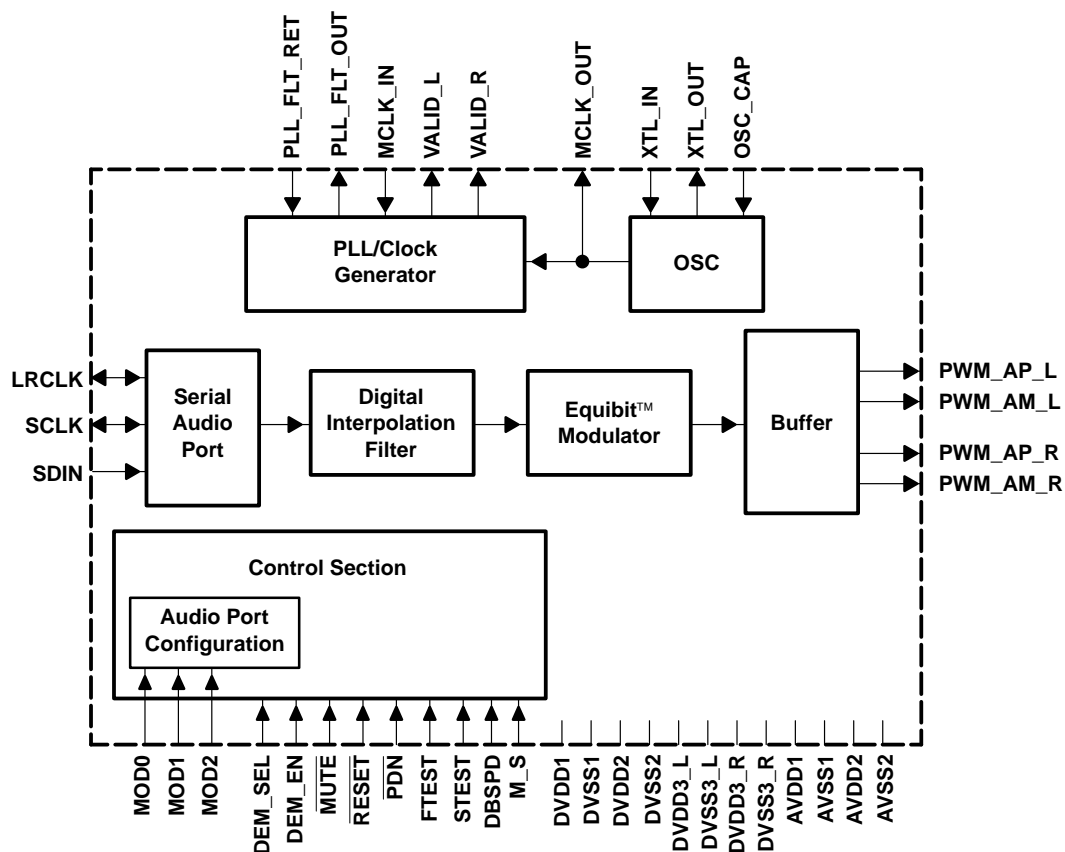 PLL_FLT_RET
PLL_FLT_OUT
MCLK_IN
VALID_L
VALID_R
MCLK_OUT
XTL_IN
XTL_OUT
OSC_CAP
PLL/Clock
Generator
OSC
LRCLK
SCLK
SDIN
Serial
Audio
Port
Digital
Interpolation
Filter
Equibit™
Modulator
Buffer
PWM_AP_L
PWM_AM_L
PWM_AP_R
PWM_AM_R
Control Section
Audio Port
Configuration
MOD0
MOD1
MOD2
DEM_SEL
DEM_EN
MUTE
RESET
PDN
FTEST
STEST
DBSPD
M_S
DVDD1
DVSS1
DVDD2
DVSS2
DVDD3_L
DVSS3_L
DVDD3_R
DVSS3_R
AVDD1
AVSS1
AVDD2
AVSS2